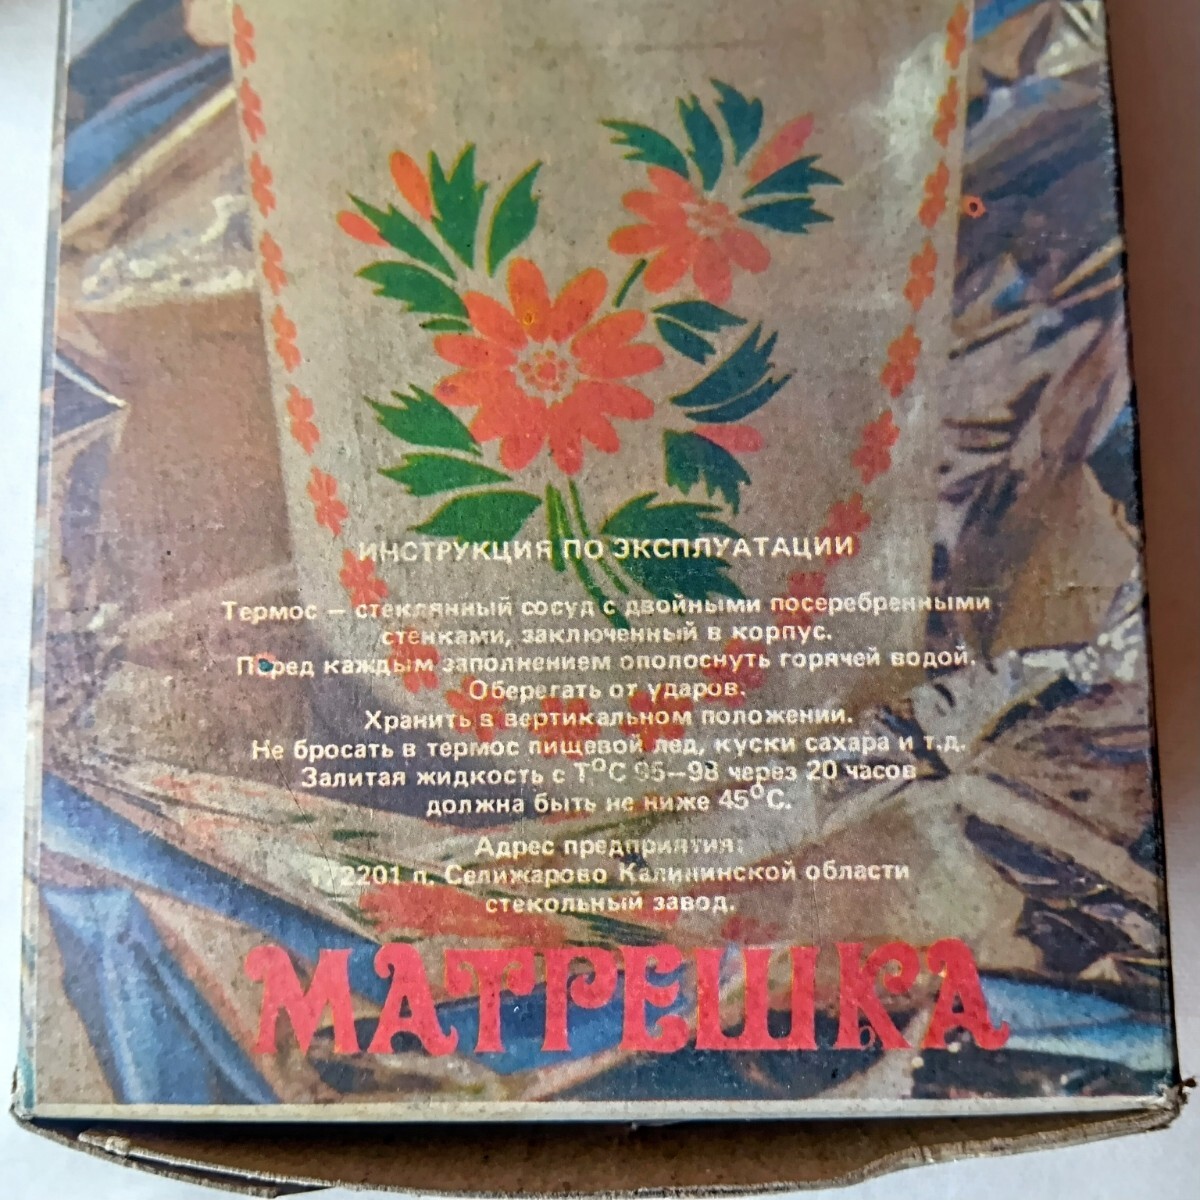 ИНСТРУКЦИЯ ПО ЭКСПЛУАТАЦИИ
Термос — стеклянный сосуд с двойными посеребренными
стенками, заключенный в корпус.
Перед каждым заполнением ополоснуть горячей водой.
Оберегать от ударов.
Хранить в вертикальном положении.
Не бросать в термос пищевой лед, куски сахара и т.д.
Залитая жидкость с Т°С 95—98 через 20 часов
должна быть не ниже 45°С.
Адрес предприятия:
172201 п. Селижарово Калининской области
стекольный завод.
МАТРЕШКА